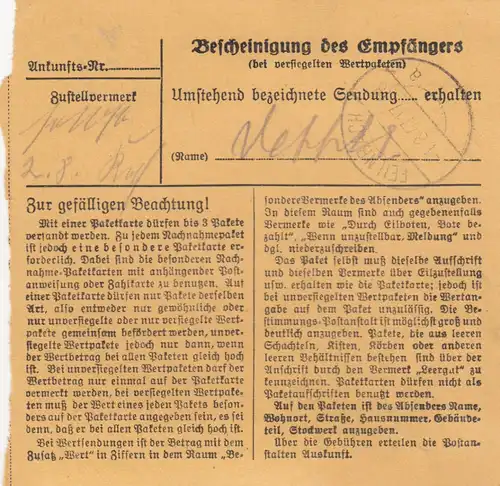 Ankunfts-Nr.
Bescheinigung des Empfängers
(bei versiegelten Wertpaketen)
Zustellvermerk
Umstehend bezeichnete Sendung ..... erhalten
2. 8.
(Name)
Zur gefälligen Beachtung!
Mit einer Paketkarte dürfen bis 3 Pakete
versandt werden. Zu jedem Nachnahmepaket
ist jedoch eine besondere Paketkarte er-
forderlich. Dabei sind die besonderen Nach-
nahme-Paketkarten mit anhängender Post-
anweisung oder Zahlkarte zu benutzen. Auf
einer Paketkarte dürfen nur Pakete derselben
Art, also entweder nur gewöhnliche oder
nur unversiegelte oder nur versiegelte Wert-
pakete gemeinsam befördert werden, unver-
siegelte Wertpakete jedoch nur dann, wenn
der Wertbetrag bei allen Paketen gleich hoch
ist. Bei unversiegelten Wertpaketen darf der
Wertbetrag nur einmal auf der Paketkarte
vermerkt werden, bei versiegelten Wertpak-
keten muß der Wert eines jeden Pakets beson-
ders auf der Paketkarte angegeben sein, es sei
denn, daß er bei allen Paketen gleich hoch ist.
Bei Wertsendungen ist der Betrag mit dem
Zusatz „Wert" in Ziffern in dem Raum „Be-
sondere Vermerke des Absenders" anzugeben.
In diesem Raum sind auch gegebenenfalls
Vermerke wie „Durch Eilboten, Bote be-
zahlt", „Wenn unzustellbar, Meldung" und
dgl. niederzuschreiben.
Das Paket selbst muß dieselbe Aufschrift
und dieselben Vermerke über Eilzustellung
usw. erhalten wie die Paketkarte; jedoch ist
bei unversiegelten Wertpaketen die Wertan-
gabe auf dem Paket unzulässig. Die Be-
stimmungs-Postanstalt ist möglichst groß und
deutlich anzugeben. Pakete, die aus leeren
Schachteln, Kisten, Körben oder anderen
leeren Behältnissen bestehen sind über der
Anschrift durch den Vermerk „Leergut" zu
kennzeichnen. Paketkarten dürfen nicht als
Paketaufschriften benutzt werden.
Auf den Paketen ist des Absenders Name,
Wohnort, Straße, Hausnummer, Gebäude-
teil, Stockwerk anzugeben.
Über die Gebühren erteilen die Postan-
stalten Auskunft.